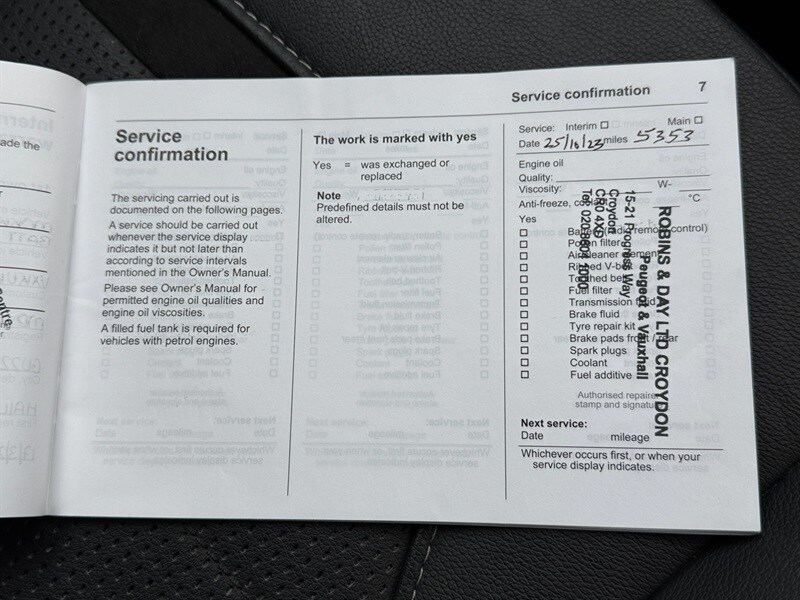 ade the
Centre
Service confirmation 7
Service
confirmation
The servicing carried out is
documented on the following pages.
A service should be carried out
whenever the service display
indicates it but not later than
according to service intervals
mentioned in the Owner's Manual.
Please see Owner's Manual for
permitted engine oil qualities and
engine oil viscosities.
A filled fuel tank is required for
vehicles with petrol engines.
The work is marked with yes
Yes = was exchanged or
replaced
Note
Predefined details must not be
altered.
Service: Interim ☐ Main ☐
Date 25/10/23 miles 5353
Engine oil
Quality:
Viscosity: W- °C
Anti-freeze, coolant
Yes
☐ Battery (radio remote control)
☐ Pollen filter
☐ Air cleaner element
☐ Ribbed V-belt
☐ Toothed belt
☐ Fuel filter
☐ Transmission fluid
☐ Brake fluid
☐ Tyre repair kit
☐ Brake pads front / rear
☐ Spark plugs
☐ Coolant
☐ Fuel additive
Authorised repairer
stamp and signature
Next service:
Date mileage
Whichever occurs first, or when your
service display indicates.
ROBINS & DAY LTD CROYDON
Peugeot & Vauxhall
15-21 Progress Way
Croydon
CR0 4XD